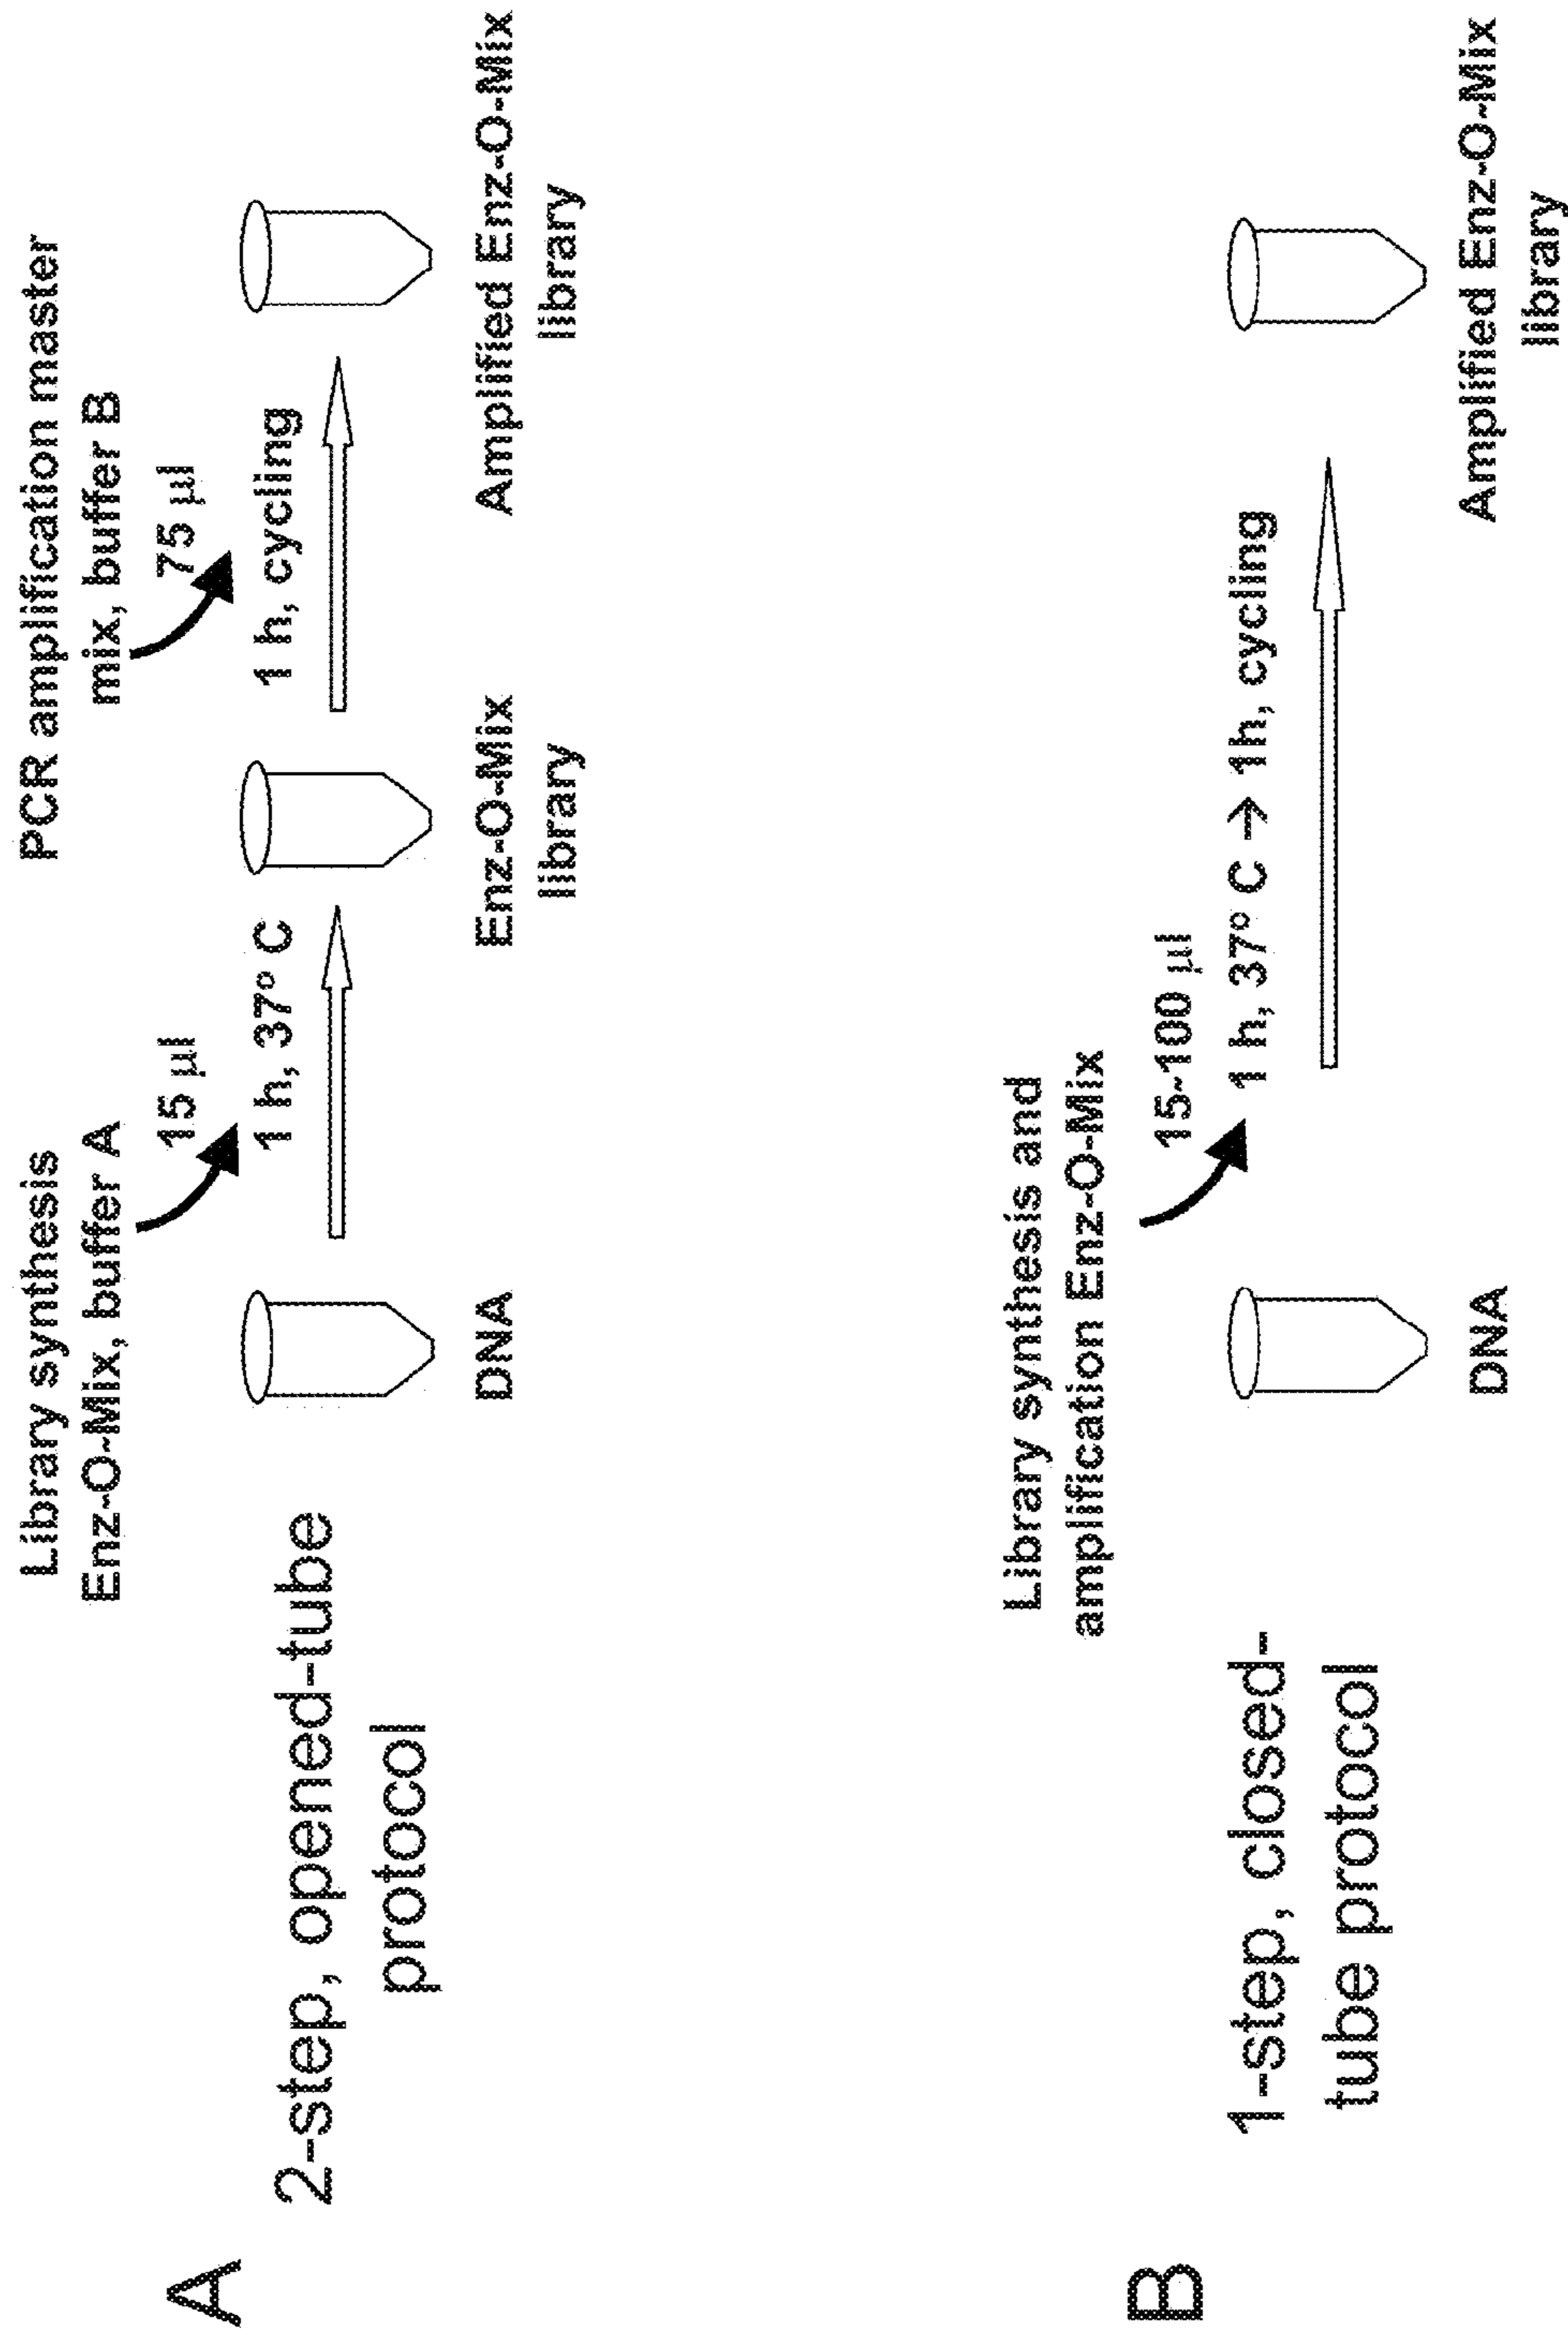 A
2-step, opened-tube
protocol
Library synthesis
Enz-O-Mix, buffer A
15 µl
1 h, 37º C
DNA
Enz-O-Mix
library
PCR amplification master
mix, buffer B
75 µl
1 h, cycling
Amplified Enz-O-Mix
library
B
1-step, closed-
tube protocol
Library synthesis and
amplification Enz-O-Mix
15-100 µl
1 h, 37º C → 1h, cycling
DNA
Amplified Enz-O-Mix
library